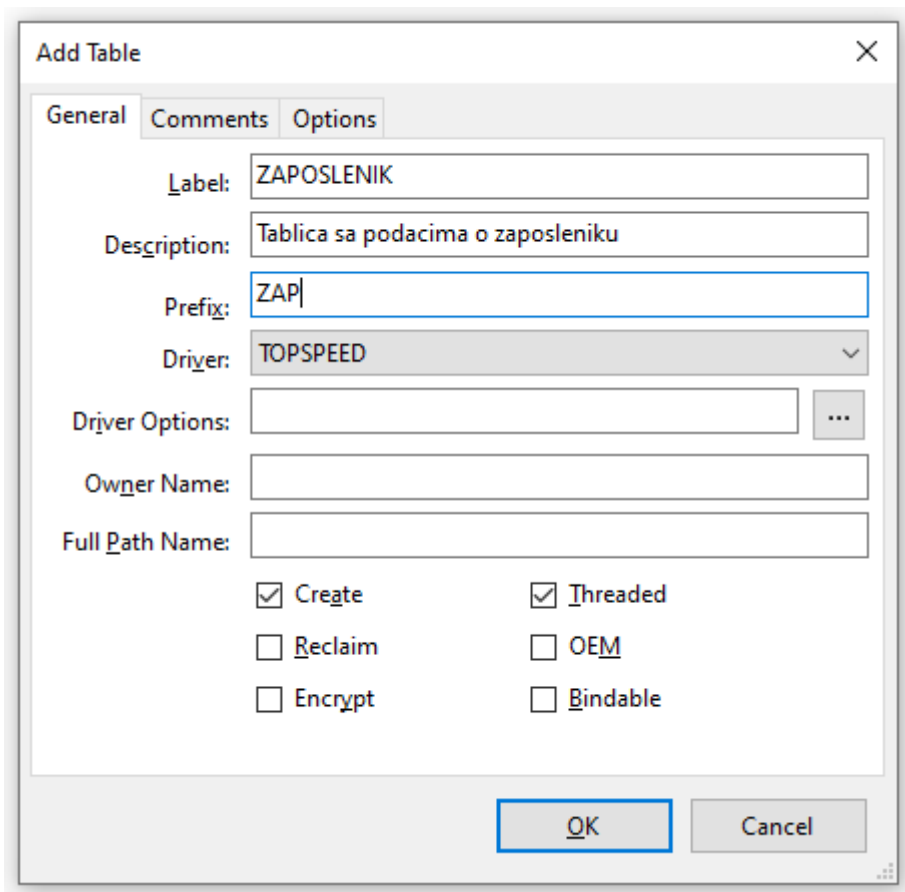 Add Table
General Comments Options
Label: ZAPOSLENIK
Description: Tablica sa podacima o zaposleniku
Prefix: ZAP
Driver: TOPSPEED
Driver Options: ...
Owner Name:
Full Path Name:
Create Threaded
Reclaim OEM
Encrypt Bindable
OK Cancel